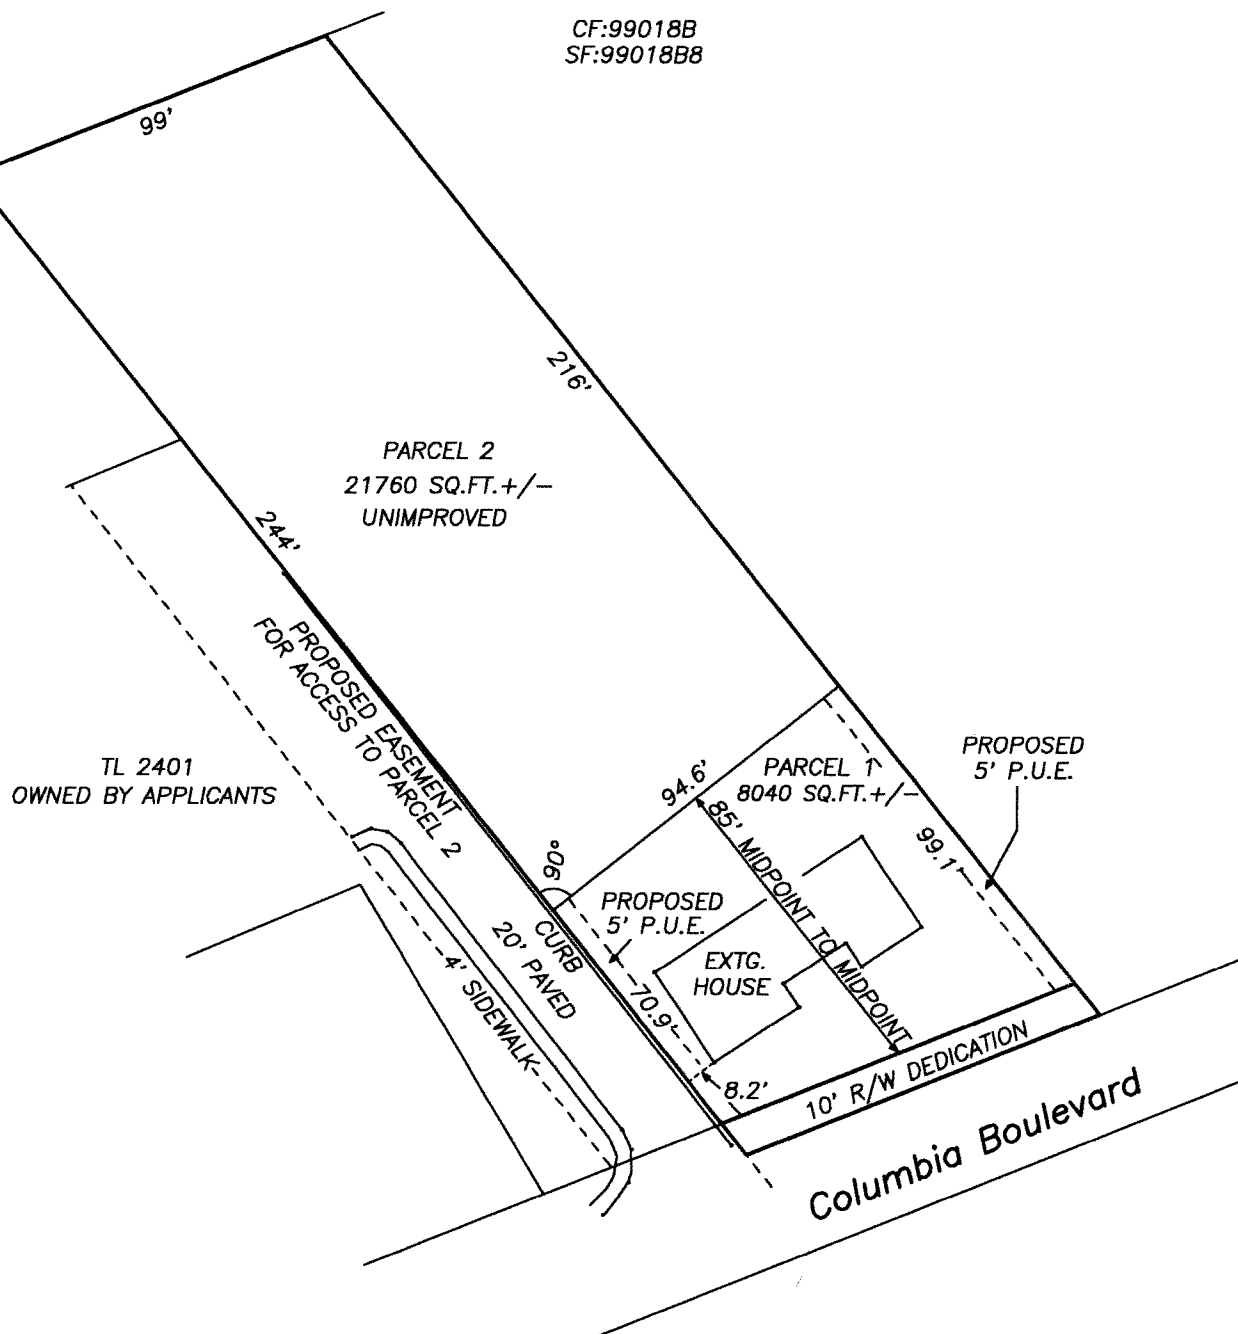 CF:99018B
SF:99018B8
99'
216'
PARCEL 2
21760 SQ.FT.+/-
UNIMPROVED
244'
PROPOSED EASEMENT
FOR ACCESS TO PARCEL 2
TL 2401
OWNED BY APPLICANTS
94.6'
PARCEL 1
8040 SQ.FT.+/-
PROPOSED
5' P.U.E.
85' MIDPOINT TO MIDPOINT
99.1'
90°
PROPOSED
5' P.U.E.
CURB
20' PAVED
EXTG.
HOUSE
4' SIDEWALK
70.9'
8.2'
10' R/W DEDICATION
Columbia Boulevard